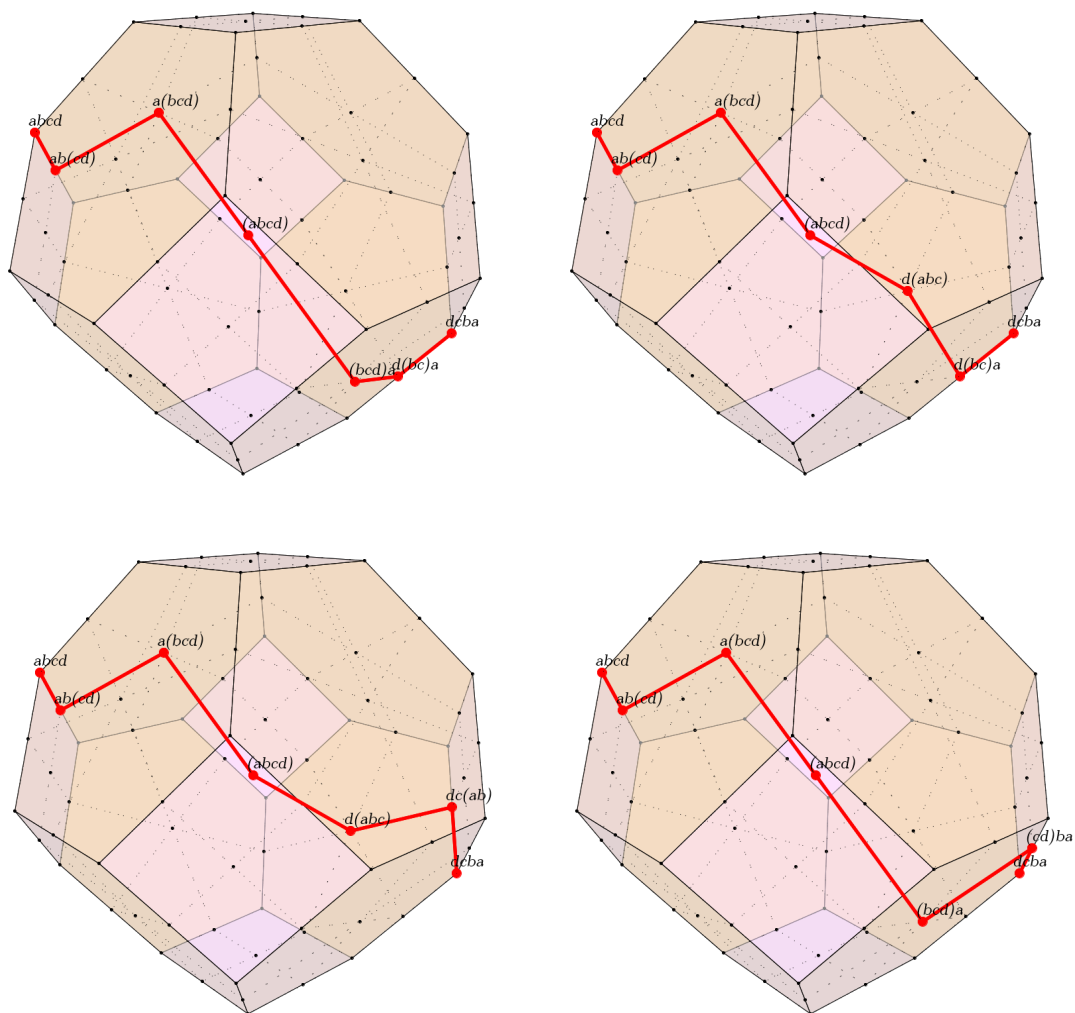 a(bcd)
abcd
ab(cd)
(abcd)
dcba
(bcd)a
d(bc)a
a(bcd)
abcd
ab(cd)
(abcd)
d(abc)
dcba
d(bc)a
a(bcd)
abcd
ab(cd)
(abcd)
dc(ab)
d(abc)
dcba
a(bcd)
abcd
ab(cd)
(abcd)
(cd)ba
dcba
(bcd)a